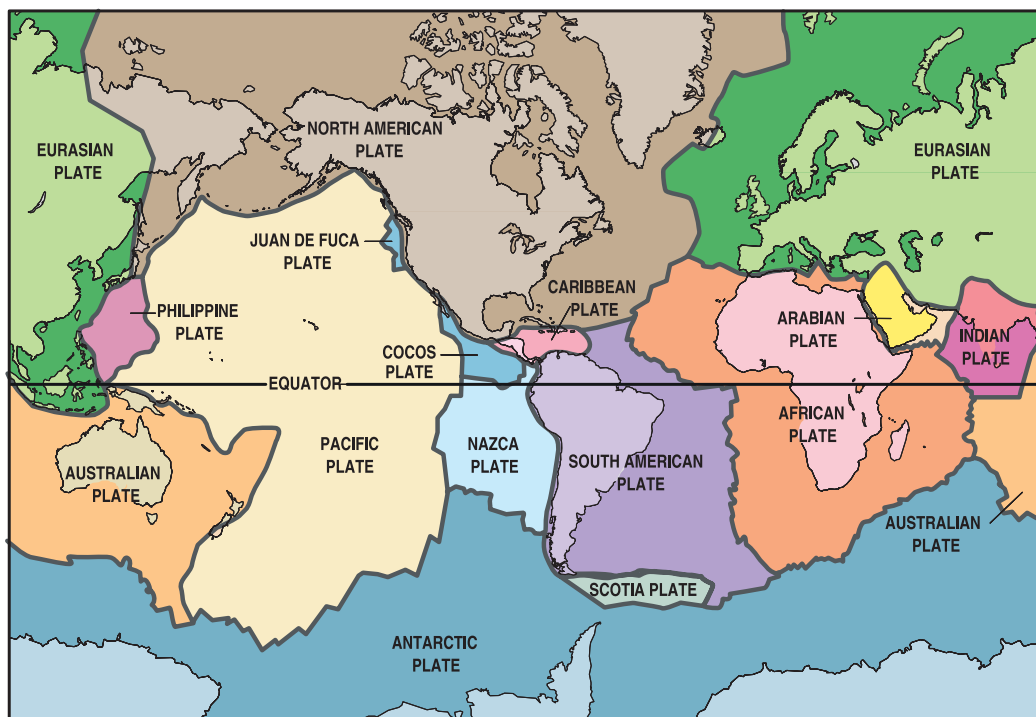 NORTH AMERICAN
PLATE
EURASIAN
PLATE
EURASIAN
PLATE
JUAN DE FUCA
PLATE
CARIBBEAN
PLATE
PHILIPPINE
PLATE
ARABIAN
PLATE
INDIAN
PLATE
COCOS
PLATE
EQUATOR
AFRICAN
PLATE
PACIFIC
PLATE
NAZCA
PLATE
SOUTH AMERICAN
PLATE
AUSTRALIAN
PLATE
AUSTRALIAN
PLATE
SCOTIA PLATE
ANTARCTIC
PLATE